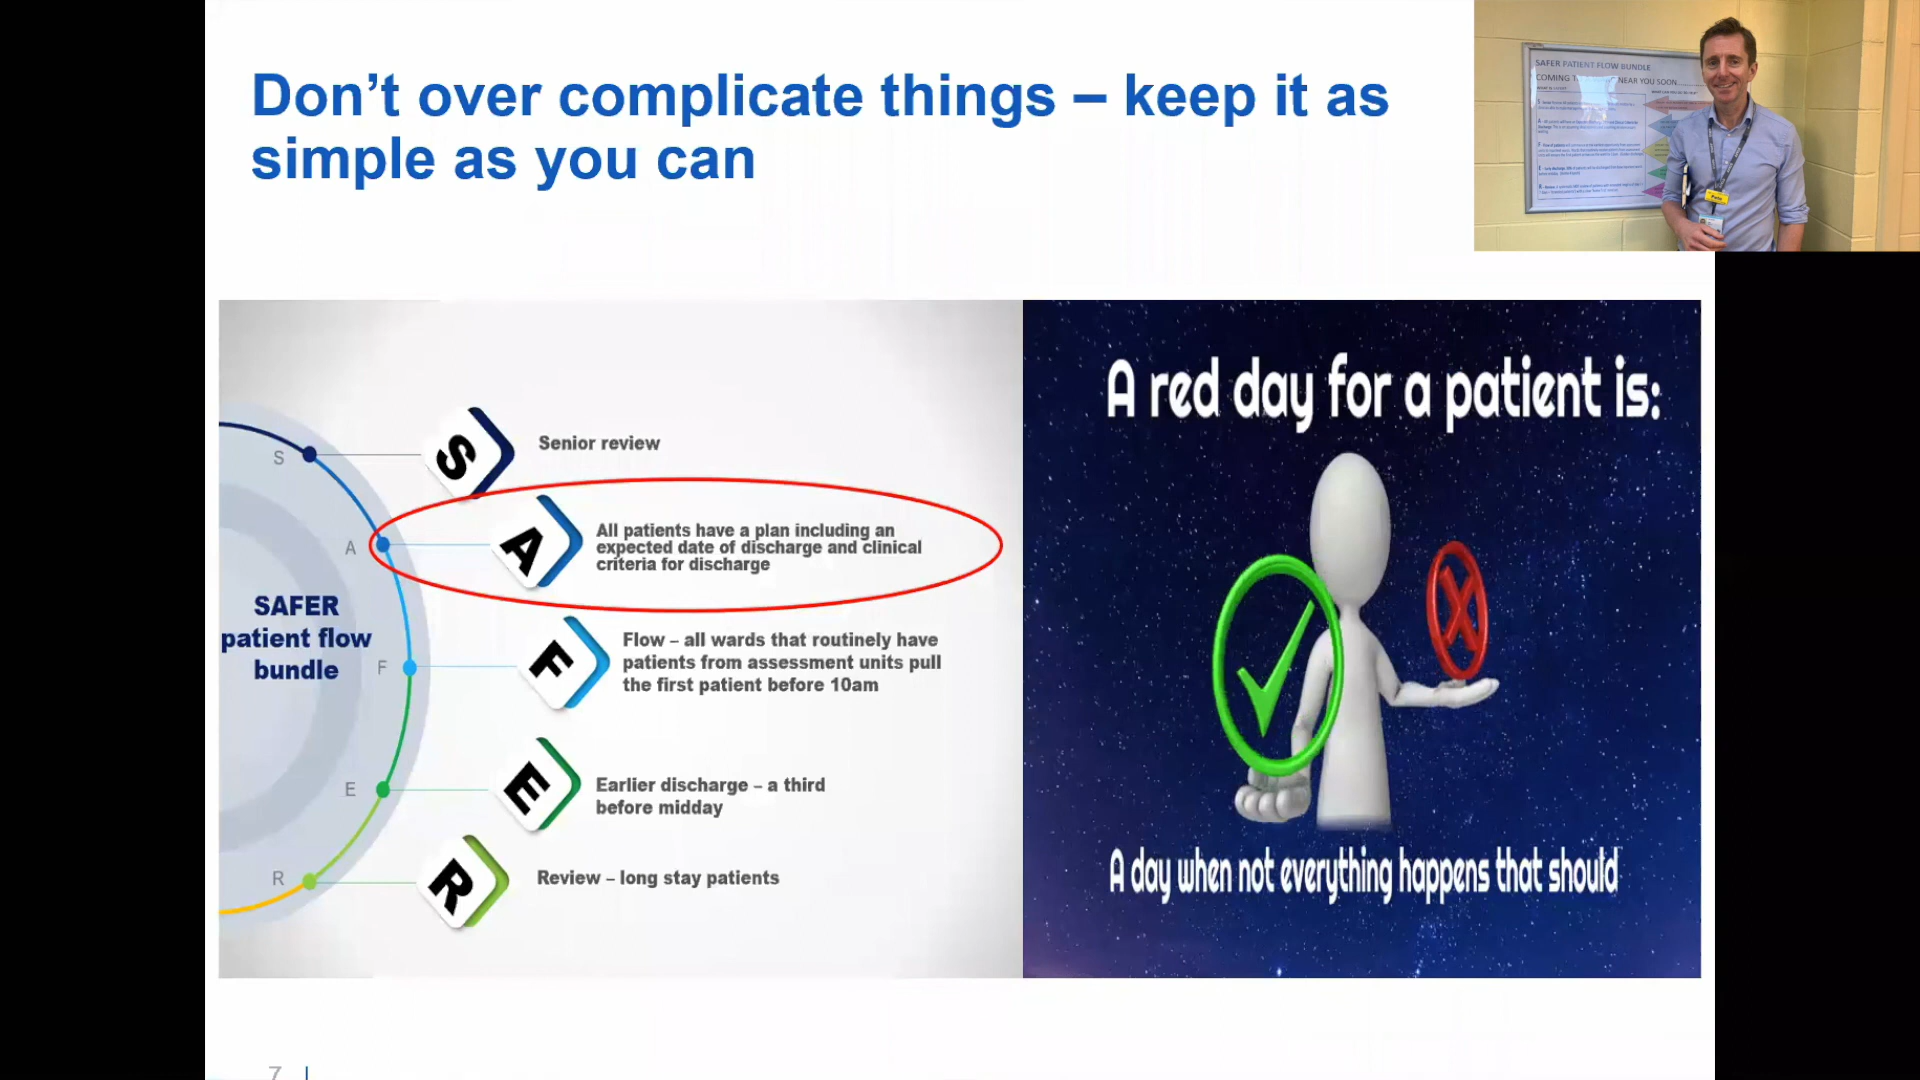 Don’t over complicate things – keep it as
simple as you can
SAFER PATIENT FLOW BUNDLE
COMING
NEAR YOU SOON
S
Senior review
A
All patients have a plan including an
expected date of discharge and clinical
criteria for discharge
SAFER
patient flow
bundle
F
Flow – all wards that routinely have
patients from assessment units pull
the first patient before 10am
E
Earlier discharge – a third
before midday
R
Review – long stay patients
S
A
F
E
R
A red day for a patient is:
A day when not everything happens that should
7